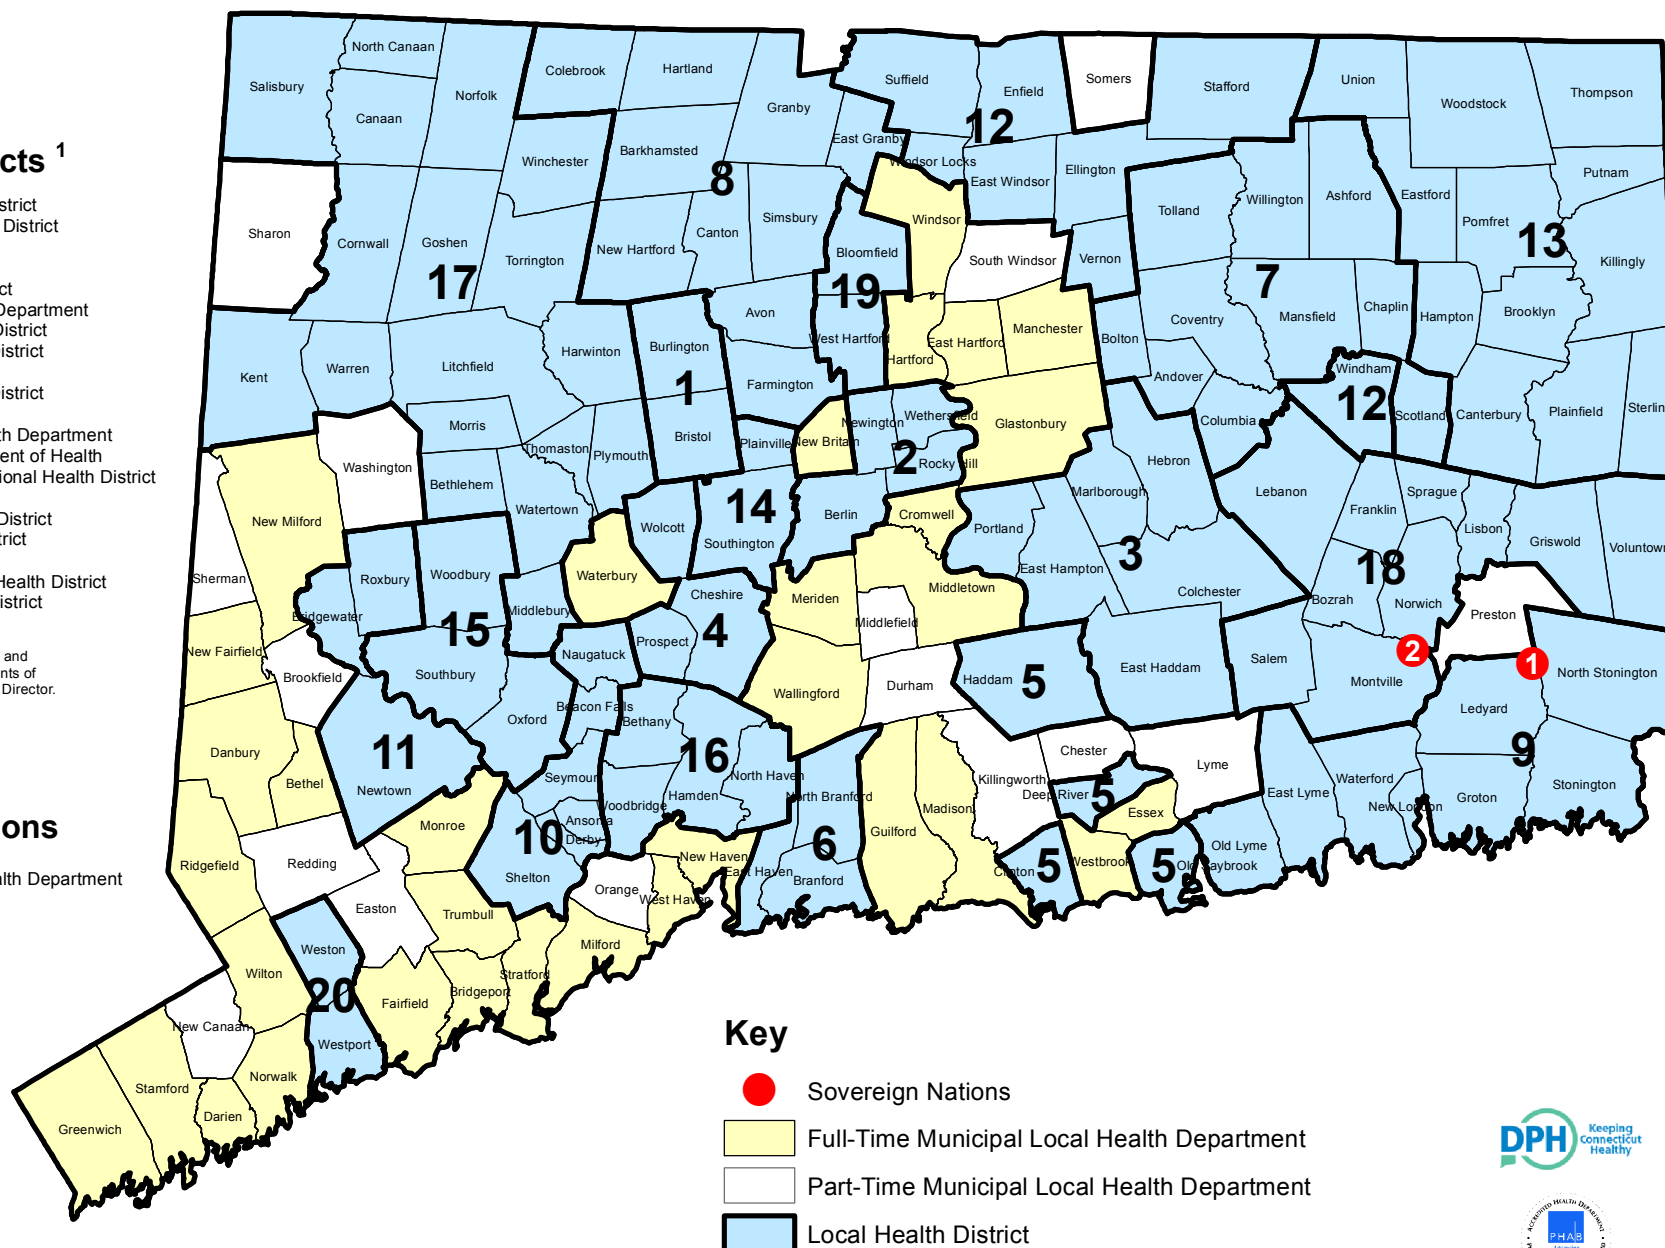 cts 1
strict
District
ct
Department
District
District
District
th Department
ent of Health
ional Health District
District
trict
Health District
istrict
and
nts of
Director.
ons
lth Department
North Canaan
Salisbury
Canaan
Norfolk
Colebrook
Hartland
Granby
Suffield
Enfield
Somers
Stafford
Union
Woodstock
Thompson
12
East Granby
Windsor Locks
East Windsor
Ellington
Winchester
Barkhamsted
8
Putnam
Sharon
Cornwall
Goshen
Torrington
New Hartford
Canton
Simsbury
Bloomfield
Windsor
South Windsor
Vernon
Tolland
Willington
Ashford
Eastford
Pomfret
13
Killingly
17
19
7
Avon
West Hartford
Hartford
East Hartford
Manchester
Bolton
Coventry
Mansfield
Chaplin
Hampton
Brooklyn
Kent
Warren
Litchfield
Harwinton
Burlington
1
Farmington
Andover
Windham
12
Scotland
Canterbury
Plainfield
Sterlin
Morris
Thomaston
Plymouth
Bristol
Plainville
New Britain
Newington
Wethersfield
2
Rocky Hill
Glastonbury
Columbia
Hebron
Washington
Bethlehem
Watertown
Wolcott
14
Southington
Berlin
Cromwell
Portland
Marlborough
Lebanon
Franklin
Sprague
Lisbon
Griswold
Voluntown
New Milford
Sherman
Roxbury
Woodbury
Waterbury
Cheshire
Meriden
Middletown
East Hampton
3
Colchester
18
Bozrah
Norwich
Preston
Bridgewater
15
Middlebury
Naugatuck
Prospect
4
Middlefield
New Fairfield
Brookfield
Southbury
Oxford
Beacon Falls
Bethany
Wallingford
Durham
Haddam
5
East Haddam
Salem
Montville
2
1
North Stonington
Ledyard
Danbury
Bethel
11
Newtown
Seymour
16
Hamden
North Haven
North Branford
Killingworth
Chester
Deep River
5
Lyme
Essex
East Lyme
Waterford
New London
9
Groton
Stonington
Ridgefield
Redding
Monroe
10
Ansonia
Derby
Woodbridge
Shelton
Orange
New Haven
West Haven
East Haven
6
Branford
Guilford
Madison
Clinton
5
Westbrook
5
Old Saybrook
Old Lyme
Easton
Trumbull
Weston
Milford
Wilton
20
Fairfield
Bridgeport
Stratford
New Canaan
Westport
Norwalk
Stamford
Darien
Greenwich
Key
Sovereign Nations
Full-Time Municipal Local Health Department
Part-Time Municipal Local Health Department
Local Health District
DPH
Keeping
Connecticut
Healthy
ACCREDITED HEALTH DEPARTMENT
PHAB